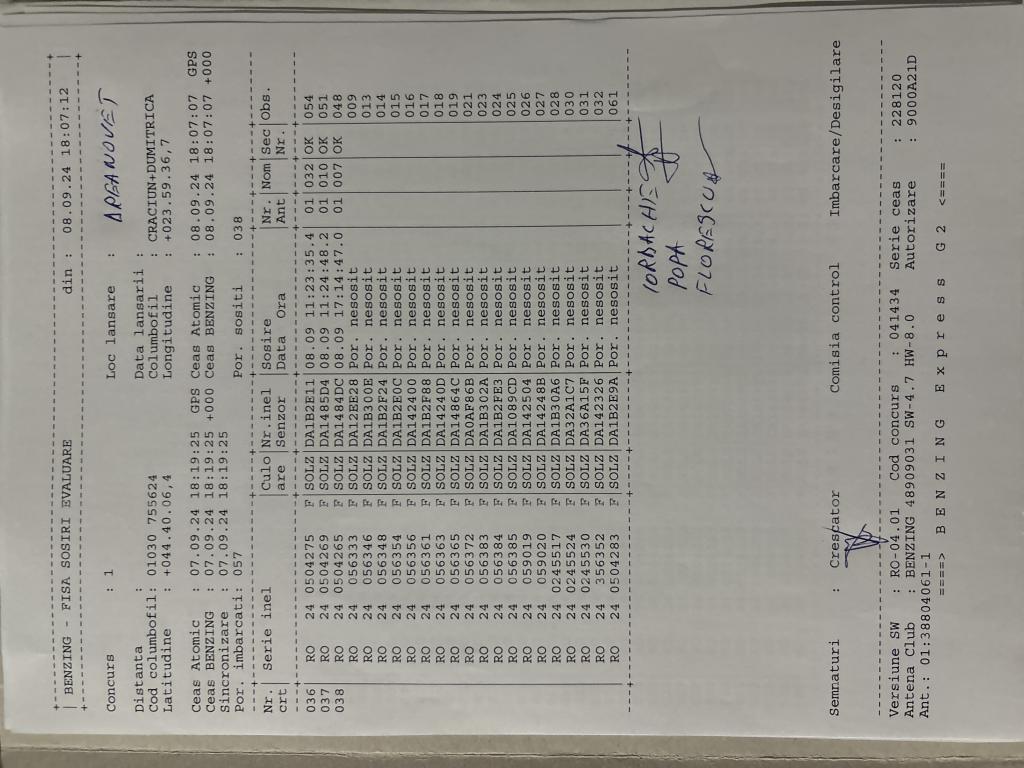 | BENZING - FISA SOSIRI EVALUARE din : 08.09.24 18:07:12 |
Concurs : 1 Loc lansare :
Distanta : Data lansarii :
Cod columbofil: 01030 755624 Columbofil : CRACIUN+DUMITRICA
Latitudine : +044.40.06,4 Longitudine : +023.59.36,7
Ceas Atomic : 07.09.24 18:19:25 GPS Ceas Atomic : 08.09.24 18:07:07 GPS
Ceas BENZING : 07.09.24 18:19:25 +000 Ceas BENZING : 08.09.24 18:07:07 +000
Sincronizare : 07.09.24 18:19:25
Por. imbarcati: 057 Por. sositi : 038
Nr.| Serie inel |Culo|Nr.inel |Sosire |Nr. |Nom|Sec|Obs.
crt| |are |Senzor |Data Ora |Ant | |Nr.|
036 RO 24 0504275 F SOLZ DA1B2E11 08.09 11:23:35.4 01 032 OK 054
037 RO 24 0504269 F SOLZ DA1485D4 08.09 11:24:48.2 01 010 OK 051
038 RO 24 0504265 F SOLZ DA1484DC 08.09 17:14:47.0 01 007 OK 048
RO 24 056333 F SOLZ DA12EE28 Por. nesosit 009
RO 24 056346 F SOLZ DA1B300E Por. nesosit 013
RO 24 056348 F SOLZ DA1B2F24 Por. nesosit 014
RO 24 056354 F SOLZ DA1B2E0C Por. nesosit 015
RO 24 056356 F SOLZ DA142400 Por. nesosit 016
RO 24 056361 F SOLZ DA1B2F88 Por. nesosit 017
RO 24 056363 F SOLZ DA14240D Por. nesosit 018
RO 24 056365 F SOLZ DA14864C Por. nesosit 019
RO 24 056372 F SOLZ DA0AF86B Por. nesosit 021
RO 24 056383 F SOLZ DA1B302A Por. nesosit 023
RO 24 056384 F SOLZ DA1B2FE3 Por. nesosit 024
RO 24 056385 F SOLZ DA1089CD Por. nesosit 025
RO 24 059019 F SOLZ DA142504 Por. nesosit 026
RO 24 059020 F SOLZ DA14248B Por. nesosit 027
RO 24 0245517 F SOLZ DA1B30A6 Por. nesosit 028
RO 24 0245524 F SOLZ DA32A1C7 Por. nesosit 030
RO 24 0245530 F SOLZ DA36A15F Por. nesosit 031
RO 24 356352 F SOLZ DA142326 Por. nesosit 032
RO 24 0504283 F SOLZ DA1B2E9A Por. nesosit 061
IORDACHE
POPA
FLORESCU
Semnaturi : Crescator Comisia control Imbarcare/Desigilare
Versiune SW : RO-04.01 Cod concurs : 041434 Serie ceas : 228120
Antena Club : BENZING 48909031 SW-4.7 HW-8.0 Autorizare : 9000A21D
Ant.: 01:138804061-1
====> B E N Z I N G E x p r e s s G 2 <====